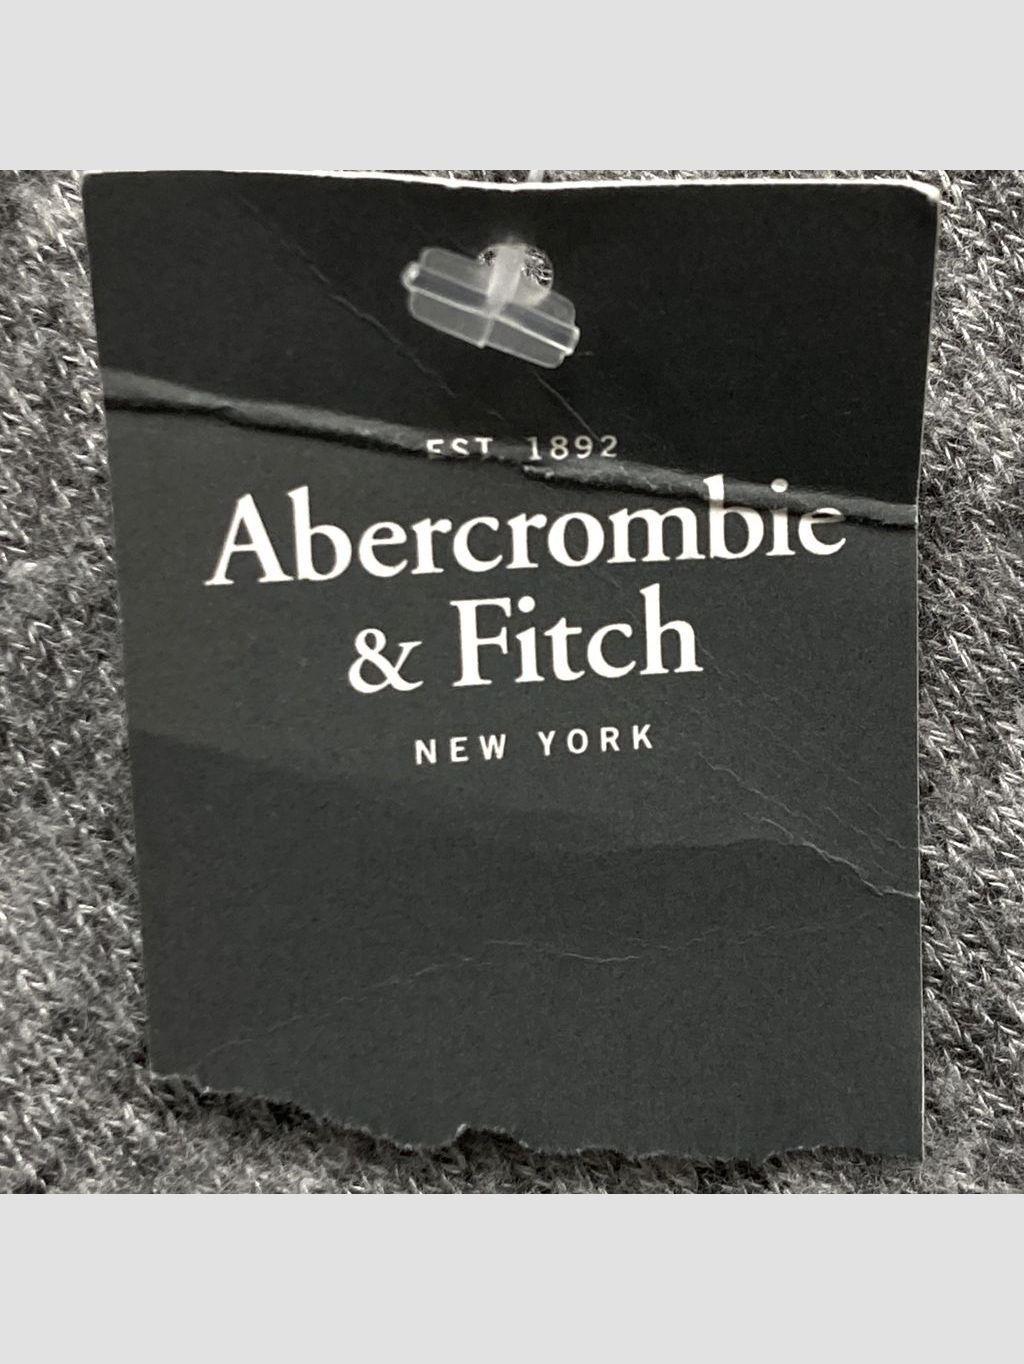 EST. 1892
Abercrombie
& Fitch
NEW YORK